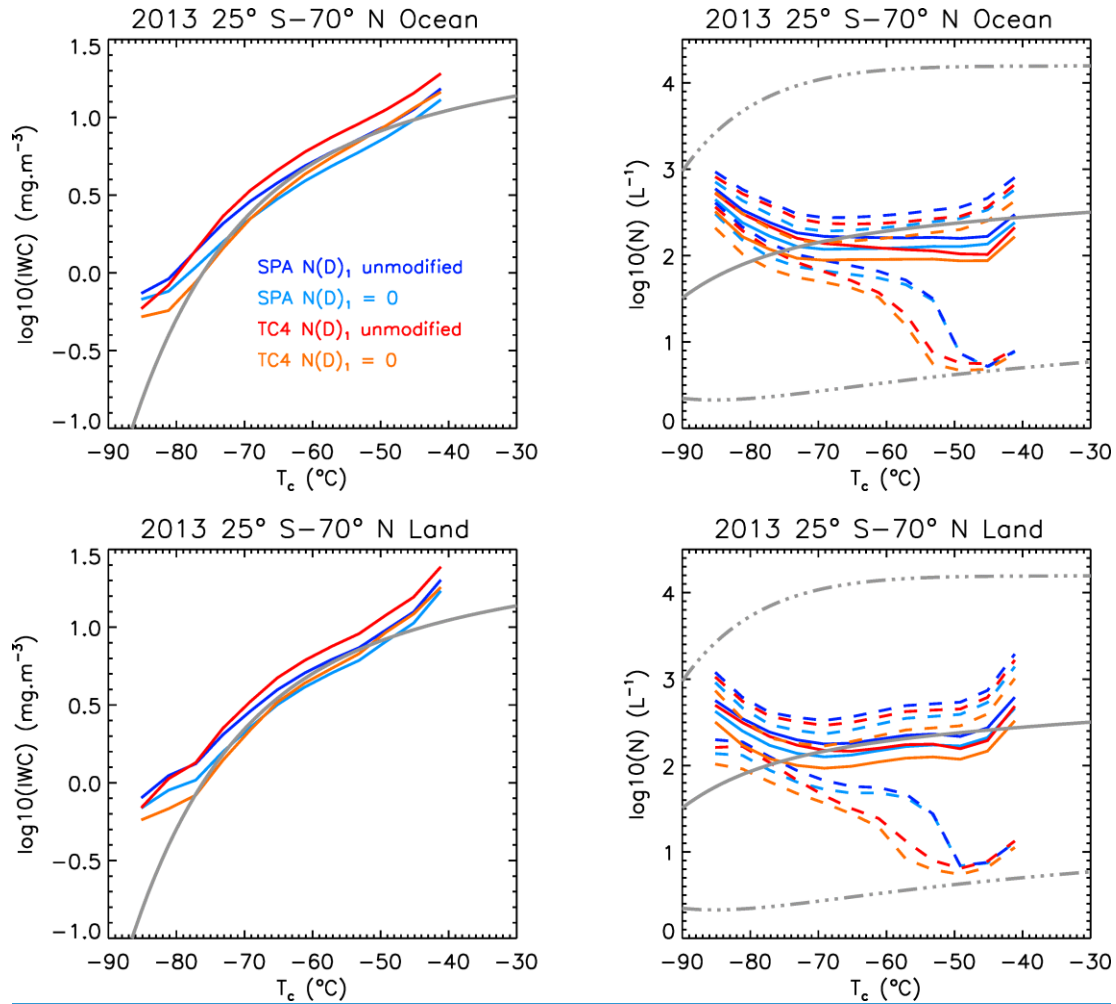 2013 25° S−70° N Ocean
log10(IWC) (mg.m⁻³)
1.5
1.0
0.5
0.0
−0.5
−1.0
SPA N(D)₁ unmodified
SPA N(D)₁ = 0
TC4 N(D)₁ unmodified
TC4 N(D)₁ = 0
−90 −80 −70 −60 −50 −40 −30
T_c (°C)
2013 25° S−70° N Ocean
log10(N) (L⁻¹)
4
3
2
1
0
−90 −80 −70 −60 −50 −40 −30
T_c (°C)
2013 25° S−70° N Land
log10(IWC) (mg.m⁻³)
1.5
1.0
0.5
0.0
−0.5
−1.0
−90 −80 −70 −60 −50 −40 −30
T_c (°C)
2013 25° S−70° N Land
log10(N) (L⁻¹)
4
3
2
1
0
−90 −80 −70 −60 −50 −40 −30
T_c (°C)